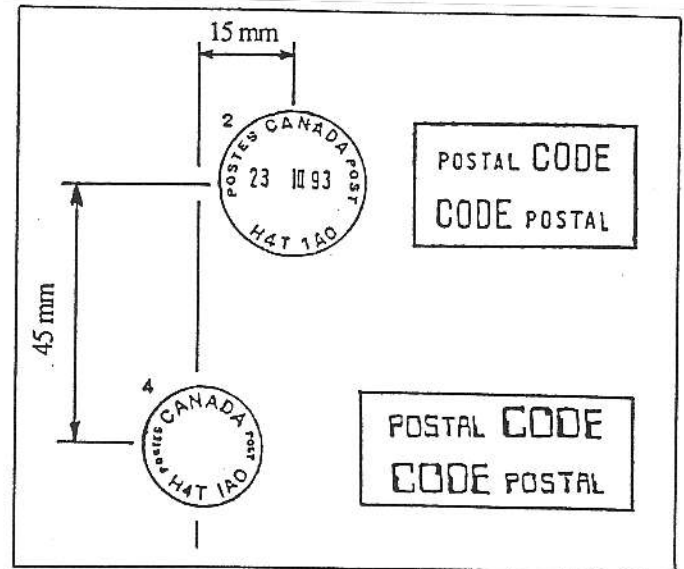 15 mm
2
POSTES CANADA POST
23 III 93
H4T 1A0
POSTAL CODE
CODE POSTAL
45 mm
4
POSTES CANADA POST
H4T 1A0
POSTAL CODE
CODE POSTAL